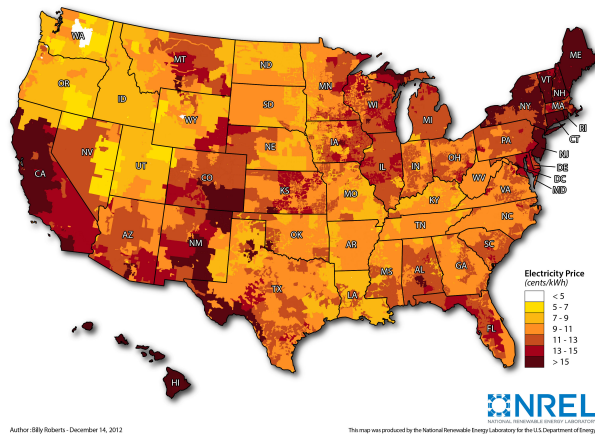 WA
MT
ND
OR
ID
SD
MN
WI
WY
MI
NE
IA
NV
UT
CO
CA
KS
MO
IL
IN
OH
WV
KY
VA
PA
NY
VT
NH
MA
ME
RI
CT
NJ
DE
DC
MD
AZ
NM
OK
AR
TN
NC
SC
TX
LA
MS
AL
GA
FL
HI
Electricity Price
(cents/kWh)
< 5
5 - 7
7 - 9
9 - 11
11 - 13
13 - 15
> 15
NREL
NATIONAL RENEWABLE ENERGY LABORATORY
Author : Billy Roberts - December 14, 2012
This map was produced by the National Renewable Energy Laboratory for the U.S. Department of Energy